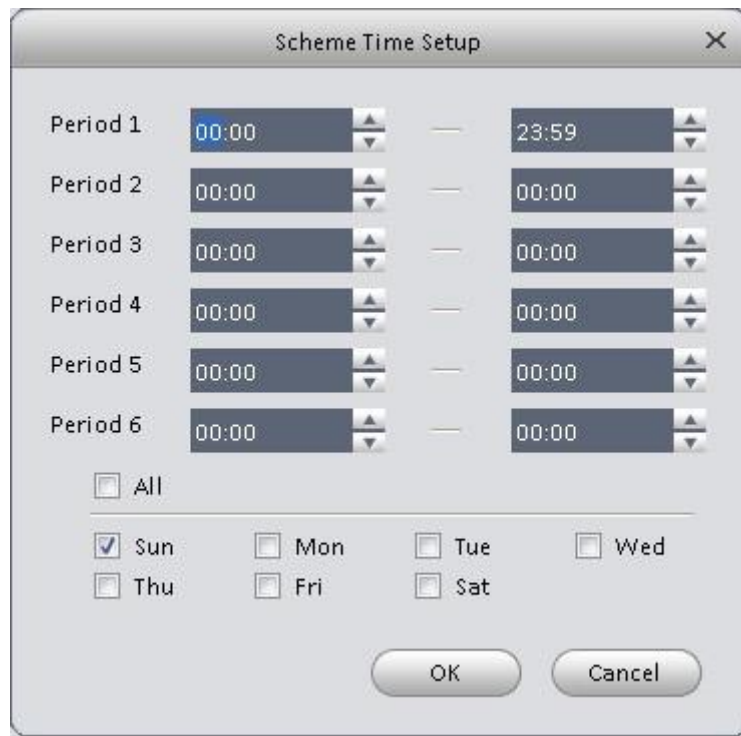 Scheme Time Setup
Period 1 00:00 — 23:59
Period 2 00:00 — 00:00
Period 3 00:00 — 00:00
Period 4 00:00 — 00:00
Period 5 00:00 — 00:00
Period 6 00:00 — 00:00
All
Sun Mon Tue Wed
Thu Fri Sat
OK Cancel